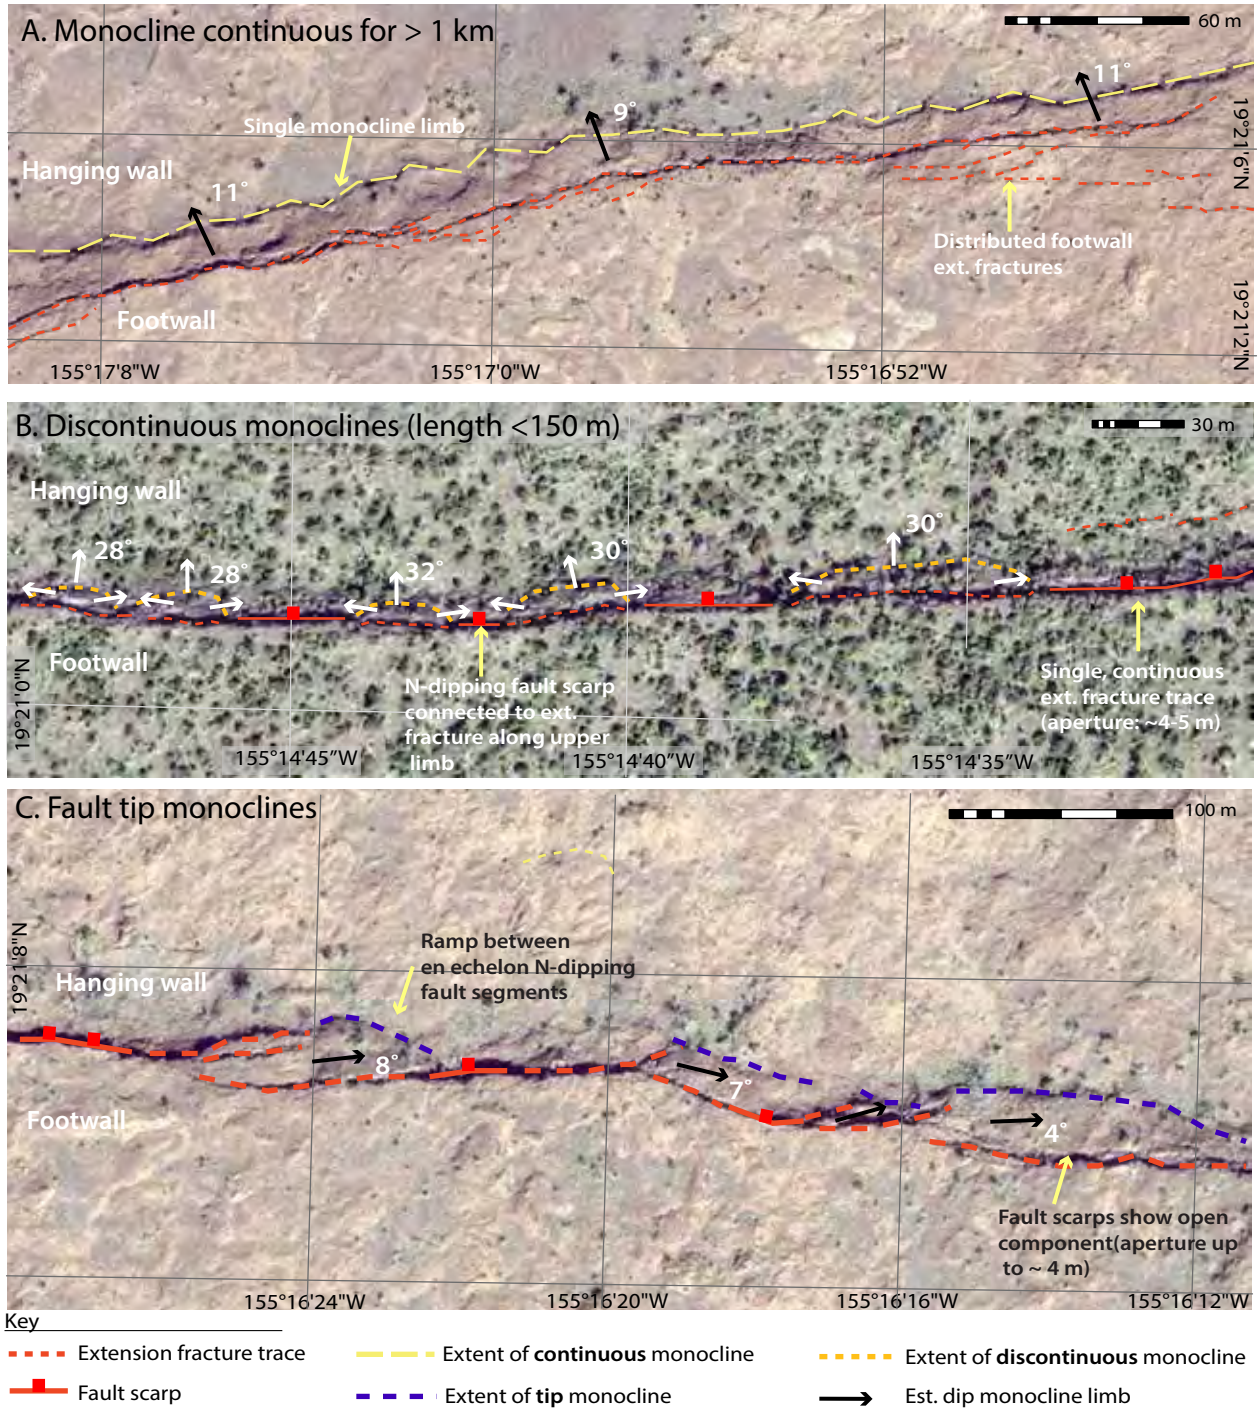 A. Monocline continuous for > 1 km
60 m
11°
9°
Single monocline limb
Hanging wall
11°
19°21'6"N
Distributed footwall
ext. fractures
Footwall
19°21'2"N
155°17'8"W
155°17'0"W
155°16'52"W
B. Discontinuous monoclines (length <150 m)
30 m
Hanging wall
28°
28°
32°
30°
30°
Footwall
N-dipping fault scarp
connected to ext.
fracture along upper
limb
Single, continuous
ext. fracture trace
(aperture: ~4-5 m)
19°21'0"N
155°14'45"W
155°14'40"W
155°14'35"W
C. Fault tip monoclines
100 m
19°21'8"N
Ramp between
en echelon N-dipping
fault segments
Hanging wall
8°
7°
4°
Footwall
Fault scarps show open
component(aperture up
to ~ 4 m)
155°16'24"W
155°16'20"W
155°16'16"W
155°16'12"W
Key
Extension fracture trace
Extent of continuous monocline
Extent of discontinuous monocline
Fault scarp
Extent of tip monocline
Est. dip monocline limb